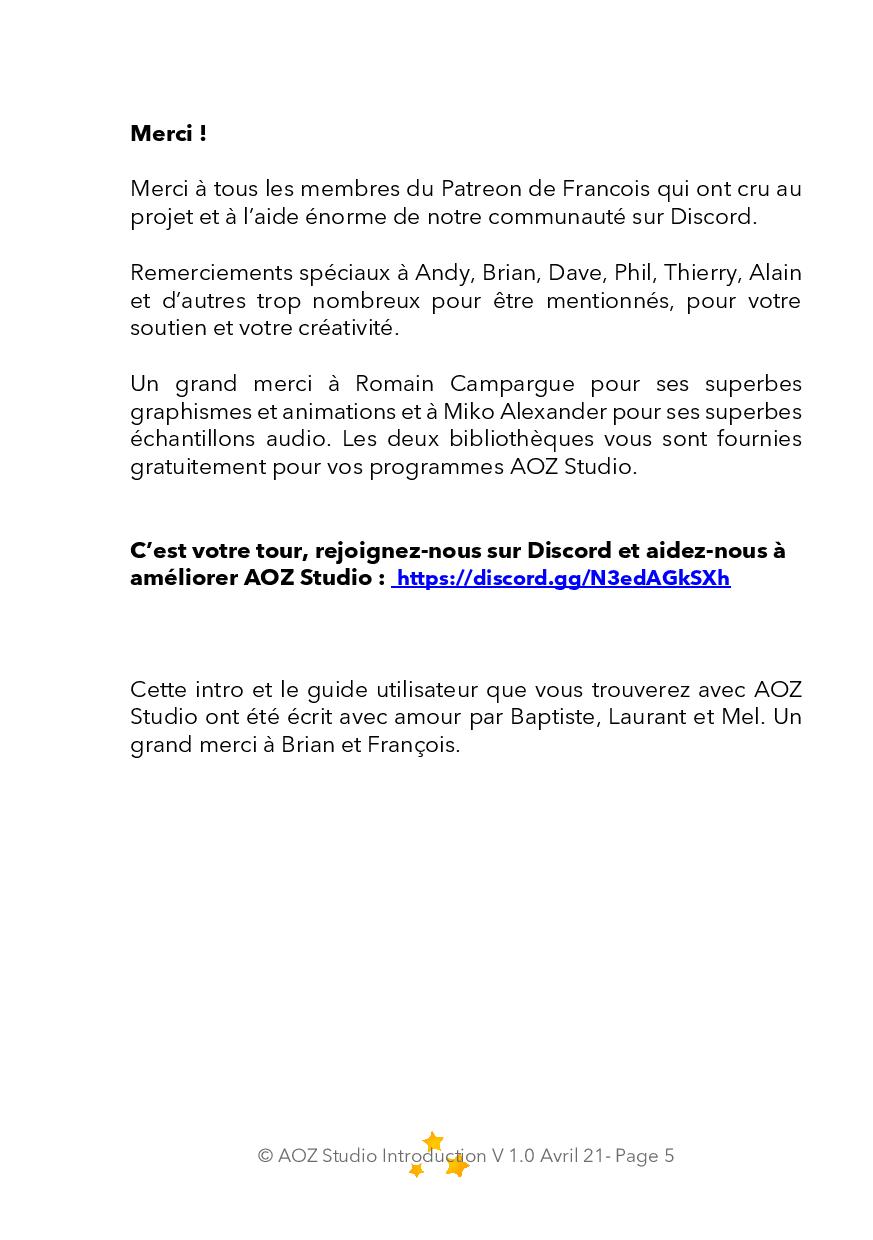 Merci !
Merci à tous les membres du Patreon de Francois qui ont cru au
projet et à l’aide énorme de notre communauté sur Discord.
Remerciements spéciaux à Andy, Brian, Dave, Phil, Thierry, Alain
et d’autres trop nombreux pour être mentionnés, pour votre
soutien et votre créativité.
Un grand merci à Romain Campargue pour ses superbes
graphismes et animations et à Miko Alexander pour ses superbes
échantillons audio. Les deux bibliothèques vous sont fournies
gratuitement pour vos programmes AOZ Studio.
C’est votre tour, rejoignez-nous sur Discord et aidez-nous à
améliorer AOZ Studio : https://discord.gg/N3edAGkSXh
Cette intro et le guide utilisateur que vous trouverez avec AOZ
Studio ont été écrit avec amour par Baptiste, Laurant et Mel. Un
grand merci à Brian et François.
© AOZ Studio Introduction V 1.0 Avril 21- Page 5